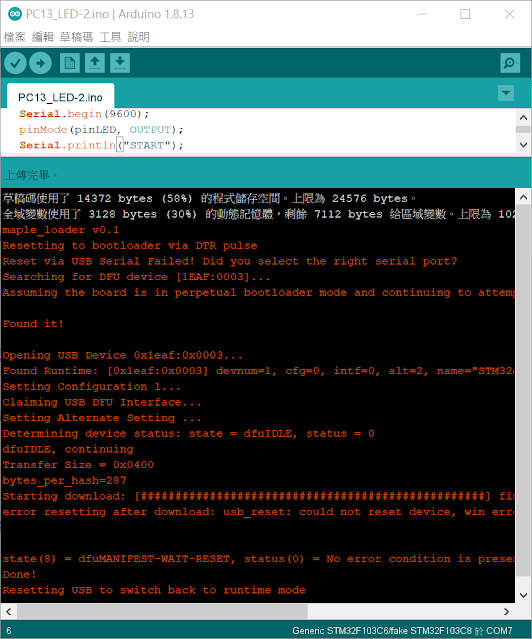 PC13_LED-2.ino | Arduino 1.8.13
檔案 編輯 草稿碼 工具 說明
PC13_LED-2.ino
Serial.begin(9600);
pinMode(pinLED, OUTPUT);
Serial.println("START");
上傳完畢。
草稿碼使用了 14372 bytes (58%) 的程式儲存空間。上限為 24576 bytes。
全域變數使用了 3128 bytes (30%) 的動態記憶體，剩餘 7112 bytes 給區域變數。上限為 102
maple_loader v0.1
Resetting to bootloader via DTR pulse
Reset via USB Serial Failed! Did you select the right serial port?
Searching for DFU device [1EAF:0003]...
Assuming the board is in perpetual bootloader mode and continuing to attemp
Found it!
Opening USB Device 0x1eaf:0x0003...
Found Runtime: [0x1eaf:0x0003] devnum=1, cfg=0, intf=0, alt=2, name="STM32d
Setting Configuration 1...
Claiming USB DFU Interface...
Setting Alternate Setting ...
Determining device status: state = dfuIDLE, status = 0
dfuIDLE, continuing
Transfer Size = 0x0400
bytes_per_hash=287
Starting download: [##################################################] fin
error resetting after download: usb_reset: could not reset device, win erro
state(8) = dfuMANIFEST-WAIT-RESET, status(0) = No error condition is presen
Done!
Resetting USB to switch back to runtime mode
6 Generic STM32F103C6/fake STM32F103C8 於 COM7